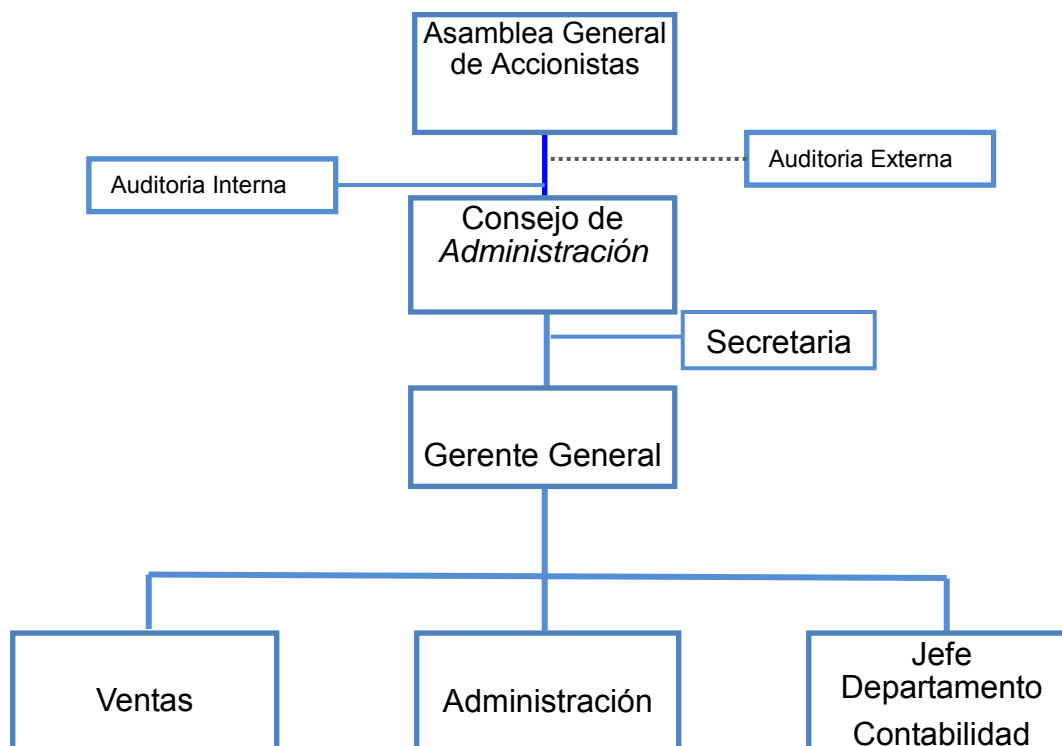 Asamblea General
de Accionistas
Auditoria Externa
Auditoria Interna
Consejo de
Administración
Secretaria
Gerente General
Ventas
Administración
Jefe
Departamento
Contabilidad